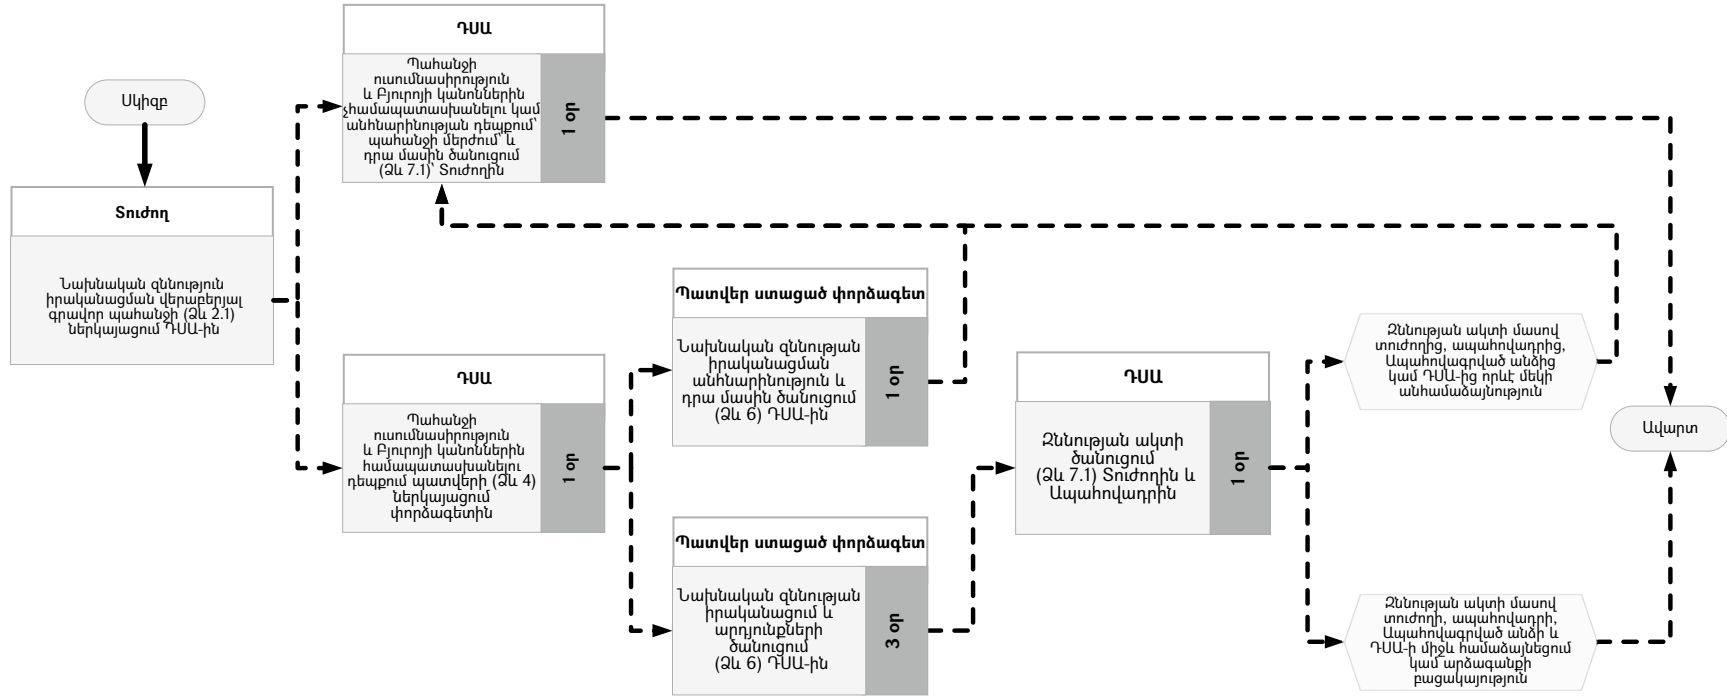 Սկիզբ
Տուժող
Նախնական զննություն
իրականացման վերաբերյալ
գրավոր պահանջի (Ձև 2.1)
ներկայացում ԴՍԱ-ին
ԴՍԱ
Պահանջի
ուսումնասիրություն
և Բյուրոյի կանոններին
չհամապատասխանելու կամ
անհնարինության դեպքում՝
պահանջի մերժում՝ և
դրա մասին ծանուցում
(Ձև 7.1)՝ Տուժողին
1 օր
ԴՍԱ
Պահանջի
ուսումնասիրություն
և Բյուրոյի կանոններին
համապատասխանելու
դեպքում պատվերի (Ձև 4)
ներկայացում
փորձագետին
1 օր
Պատվեր ստացած փորձագետ
Նախնական զննության
իրականացման
անհնարինություն և
դրա մասին ծանուցում
(Ձև 6) ԴՍԱ-ին
1 օր
Պատվեր ստացած փորձագետ
Նախնական զննության
իրականացում և
արդյունքների
ծանուցում
(Ձև 6) ԴՍԱ-ին
3 օր
ԴՍԱ
Զննության ակտի
ծանուցում
(Ձև 7.1) Տուժողին և
Ապահովադրին
1 օր
Զննության ակտի մասով
տուժողից, ապահովադրից,
Ապահովագրված անձից
կամ ԴՍԱ-ից որևէ մեկի
անհամաձայնություն
Զննության ակտի մասով
տուժողի, ապահովադրի,
Ապահովագրված անձի և
ԴՍԱ-ի միջև համաձայնեցում
կամ արձագանքի
բացակայություն
Ավարտ